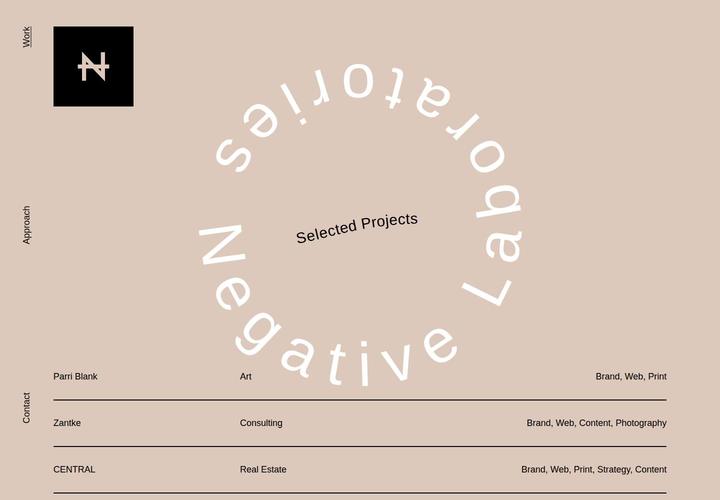 Work
Approach
Contact
Negative Laboratories
Selected Projects
Parri Blank Art Brand, Web, Print
Zantke Consulting Brand, Web, Content, Photography
CENTRAL Real Estate Brand, Web, Print, Strategy, Content